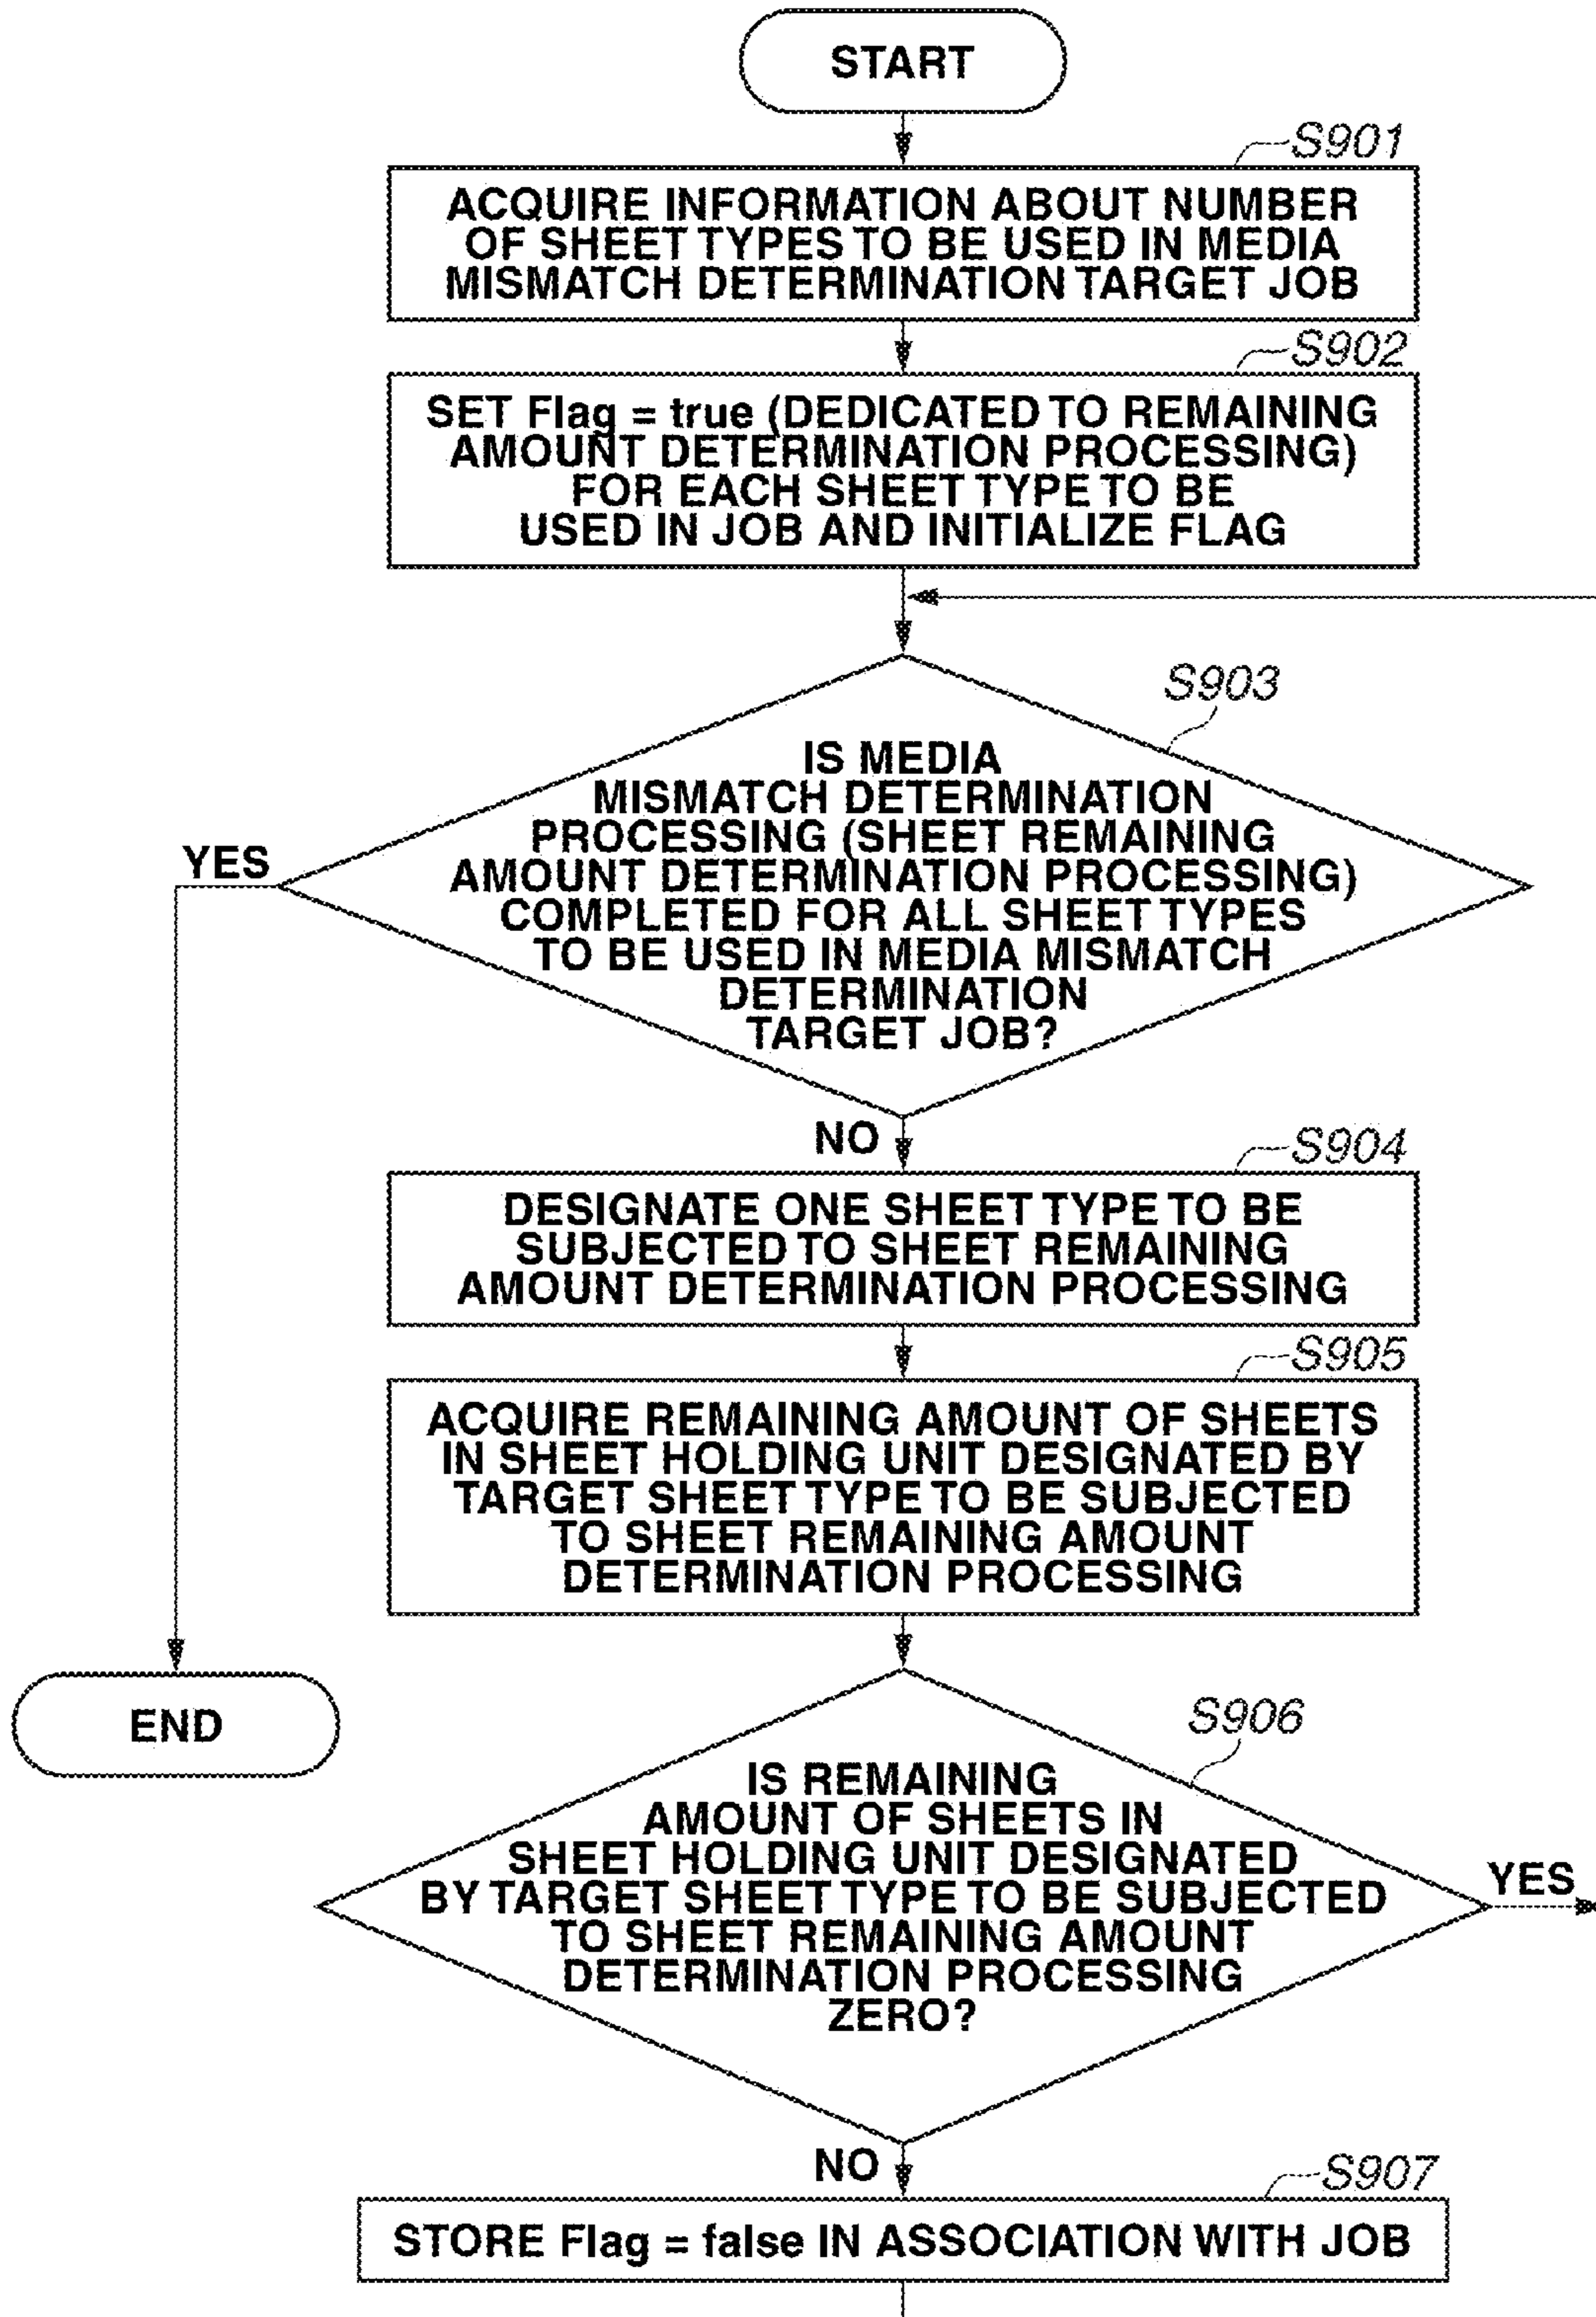 START
S901
ACQUIRE INFORMATION ABOUT NUMBER
OF SHEET TYPES TO BE USED IN MEDIA
MISMATCH DETERMINATION TARGET JOB
S902
SET Flag = true (DEDICATED TO REMAINING
AMOUNT DETERMINATION PROCESSING)
FOR EACH SHEET TYPE TO BE
USED IN JOB AND INITIALIZE FLAG
S903
IS MEDIA
MISMATCH DETERMINATION
PROCESSING (SHEET REMAINING
AMOUNT DETERMINATION PROCESSING)
COMPLETED FOR ALL SHEET TYPES
TO BE USED IN MEDIA MISMATCH
DETERMINATION
TARGET JOB?
YES
NO
S904
DESIGNATE ONE SHEET TYPE TO BE
SUBJECTED TO SHEET REMAINING
AMOUNT DETERMINATION PROCESSING
S905
ACQUIRE REMAINING AMOUNT OF SHEETS
IN SHEET HOLDING UNIT DESIGNATED BY
TARGET SHEET TYPE TO BE SUBJECTED
TO SHEET REMAINING AMOUNT
DETERMINATION PROCESSING
END
S906
IS REMAINING
AMOUNT OF SHEETS IN
SHEET HOLDING UNIT DESIGNATED
BY TARGET SHEET TYPE TO BE SUBJECTED
TO SHEET REMAINING AMOUNT
DETERMINATION PROCESSING
ZERO?
YES
NO
S907
STORE Flag = false IN ASSOCIATION WITH JOB